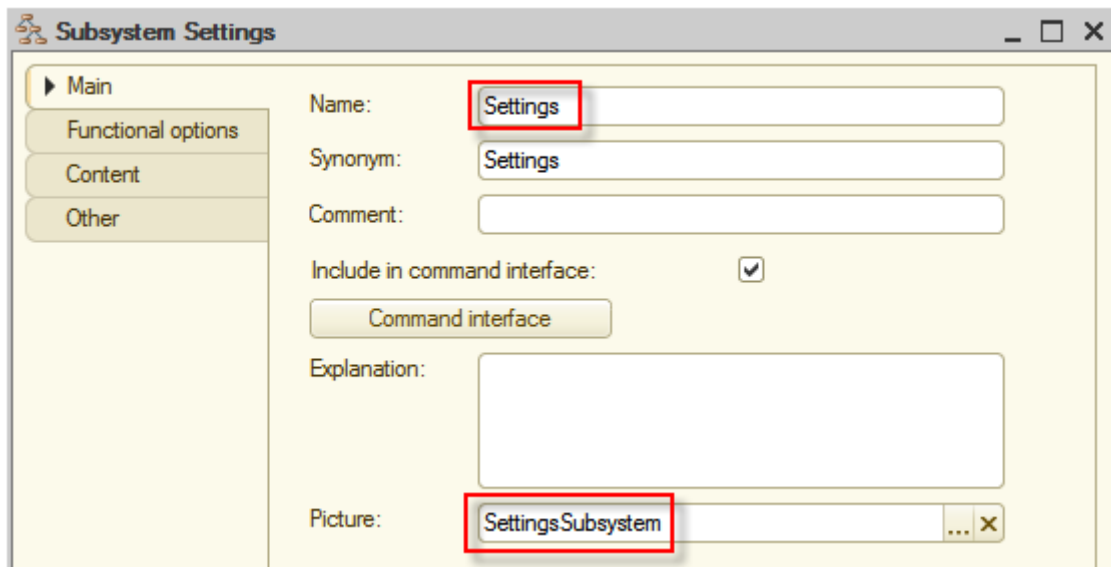 Subsystem Settings
Main
Functional options
Content
Other
Name: Settings
Synonym: Settings
Comment:
Include in command interface:
Command interface
Explanation:
Picture: SettingsSubsystem ...